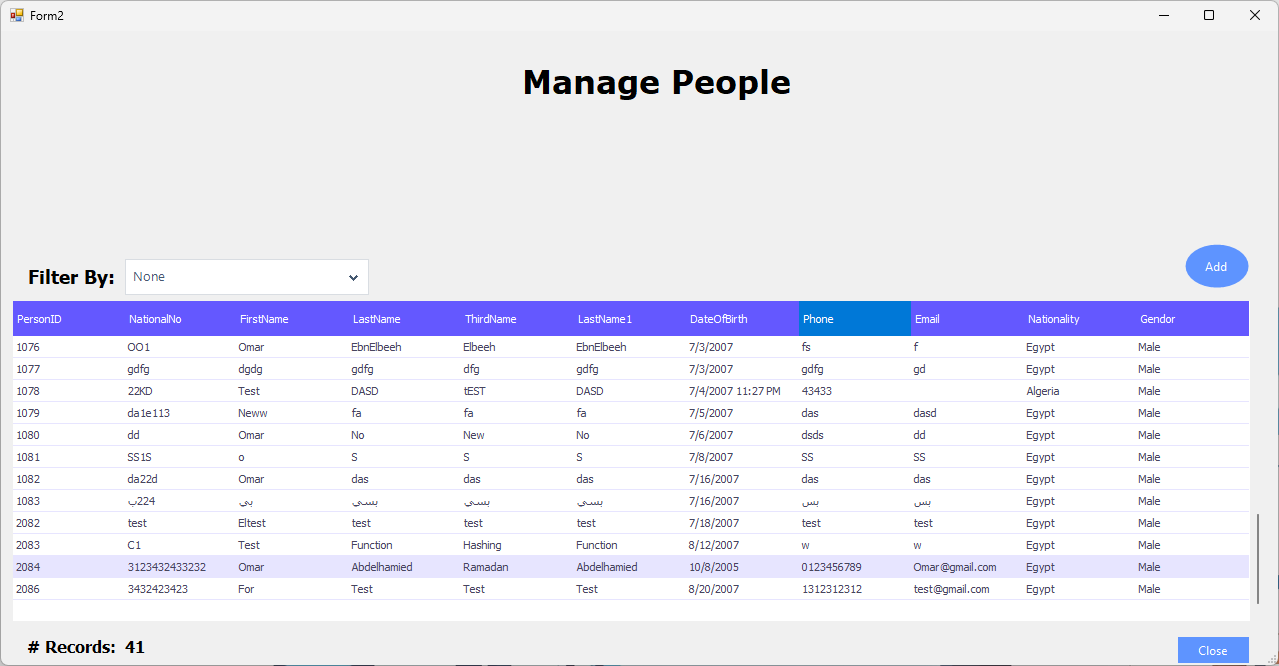 Form2
Manage People
Filter By: None
Add
PersonID NationalNo FirstName LastName ThirdName LastName1 DateOfBirth Phone Email Nationality Gendor
1076 OO1 Omar EbnElbeeh Elbeeh EbnElbeeh 7/3/2007 fs f Egypt Male
1077 gdfg dgdg gdfg dfg gdfg 7/3/2007 gdfg gd Egypt Male
1078 22KD Test DASD tEST DASD 7/4/2007 11:27 PM 43433 Algeria Male
1079 da1e113 Neww fa fa fa 7/5/2007 das dasd Egypt Male
1080 dd Omar No New No 7/6/2007 dsds dd Egypt Male
1081 SS1S o S S S 7/8/2007 SS SS Egypt Male
1082 da22d Omar das das das 7/16/2007 das das Egypt Male
1083 ب224 بي بسي بسي بسي 7/16/2007 بس بس Egypt Male
2082 test Eltest test test test 7/18/2007 test test Egypt Male
2083 C1 Test Function Hashing Function 8/12/2007 w w Egypt Male
2084 3123432433232 Omar Abdelhamied Ramadan Abdelhamied 10/8/2005 0123456789 Omar@gmail.com Egypt Male
2086 3432423423 For Test Test Test 8/20/2007 1312312312 test@gmail.com Egypt Male
# Records: 41
Close